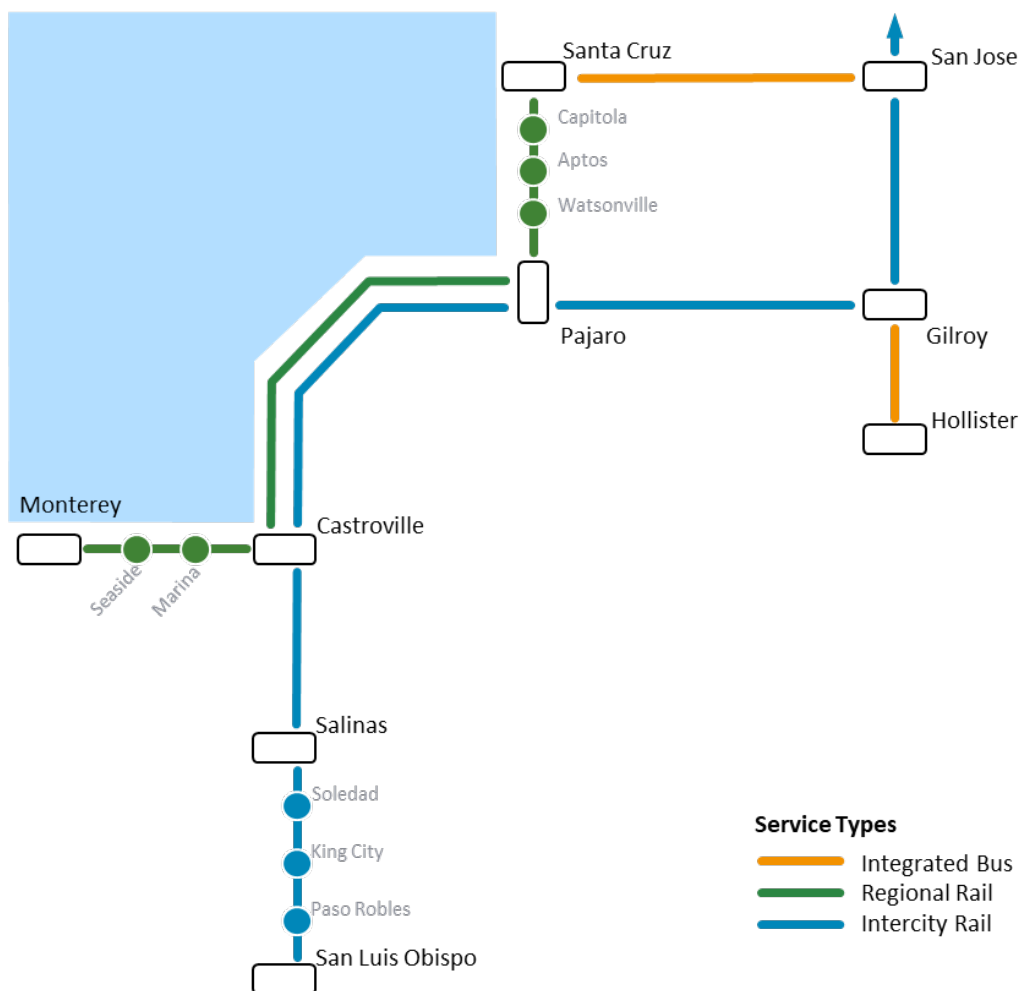 Santa Cruz
San Jose
Capitola
Aptos
Watsonville
Pajaro
Gilroy
Hollister
Monterey
Castroville
Seaside
Marina
Salinas
Soledad
King City
Paso Robles
San Luis Obispo
Service Types
Integrated Bus
Regional Rail
Intercity Rail